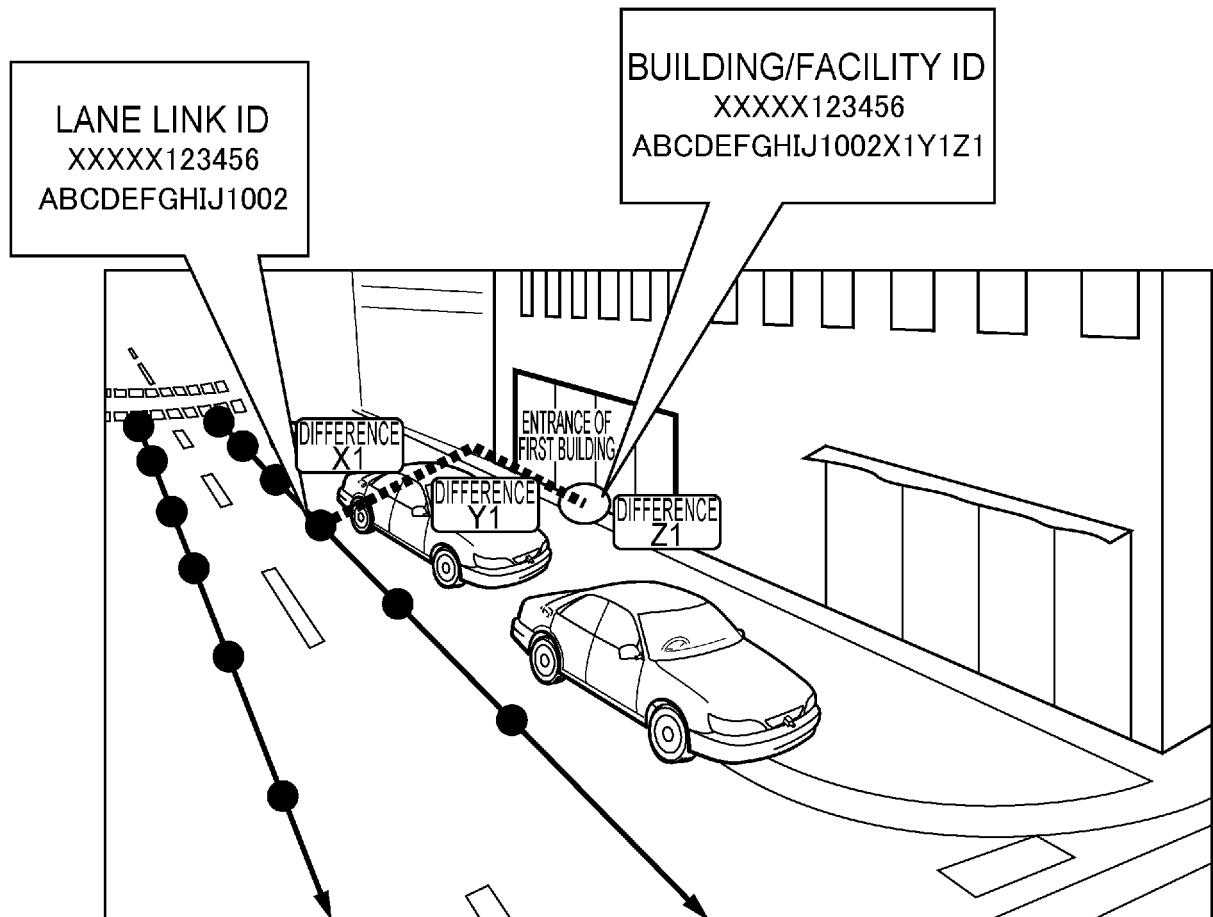 BUILDING/FACILITY ID
XXXXX123456
ABCDEFGHIJ1002X1Y1Z1
LANE LINK ID
XXXXX123456
ABCDEFGHIJ1002
ENTRANCE OF
FIRST BUILDING
DIFFERENCE
X1
DIFFERENCE
Y1
DIFFERENCE
Z1